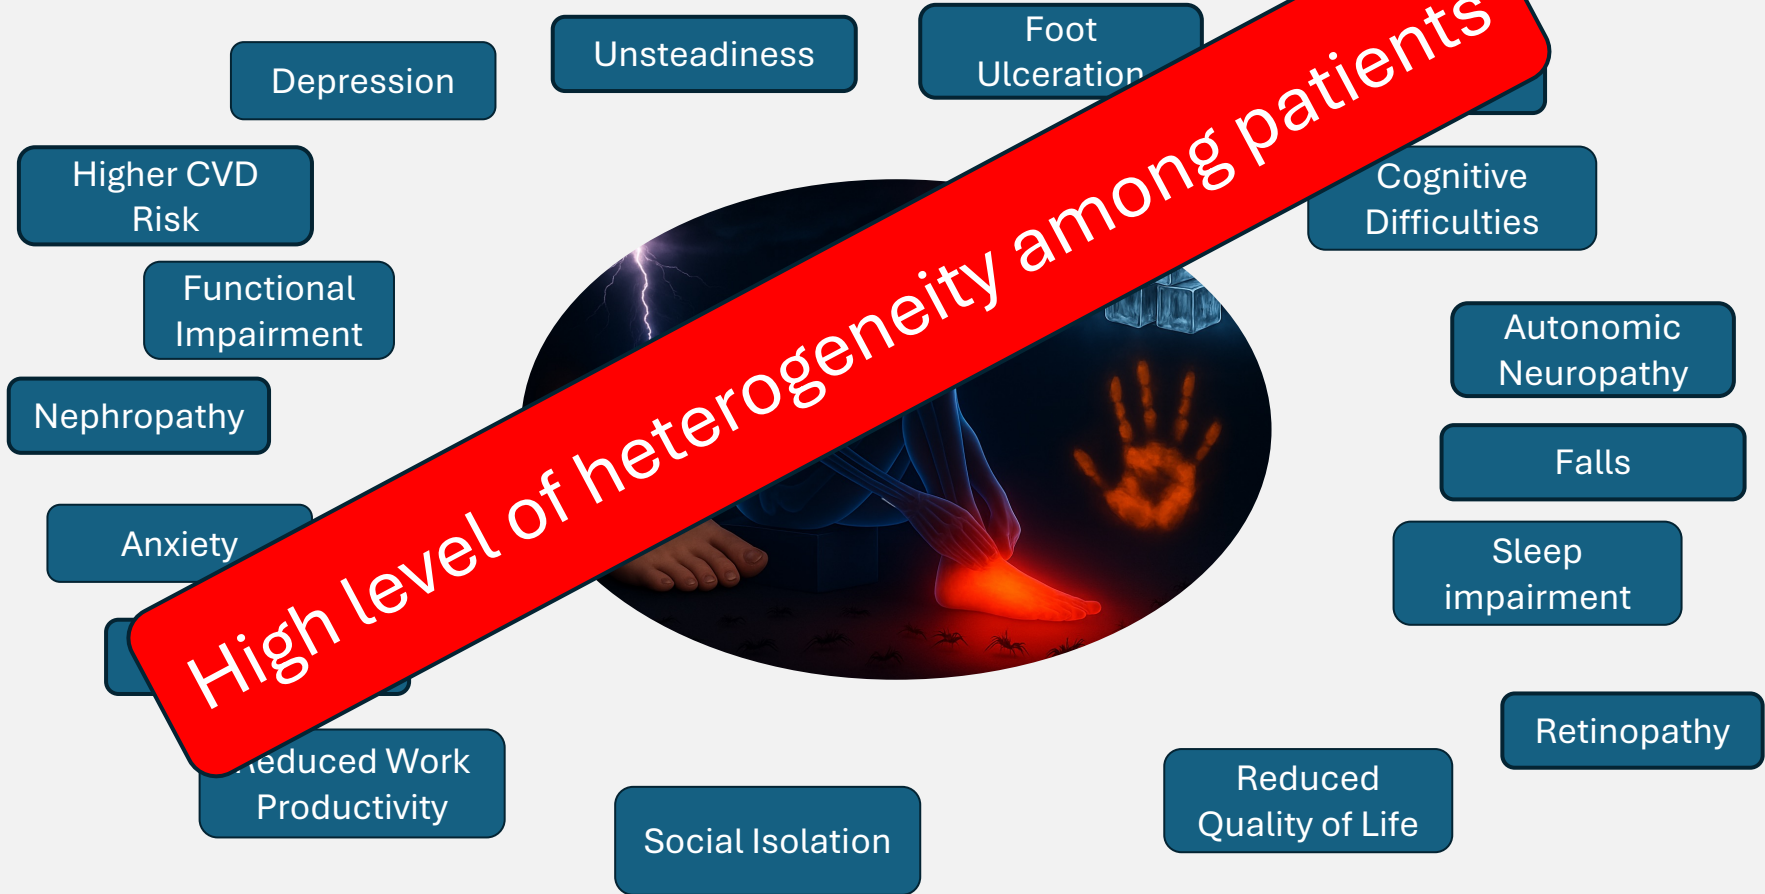 Unsteadiness
Foot
Ulceration
Depression
Higher CVD
Risk
Cognitive
Difficulties
Functional
Impairment
Autonomic
Neuropathy
Nephropathy
High level of heterogeneity among patients
Falls
Anxiety
Sleep
impairment
Reduced Work
Productivity
Retinopathy
Social Isolation
Reduced
Quality of Life